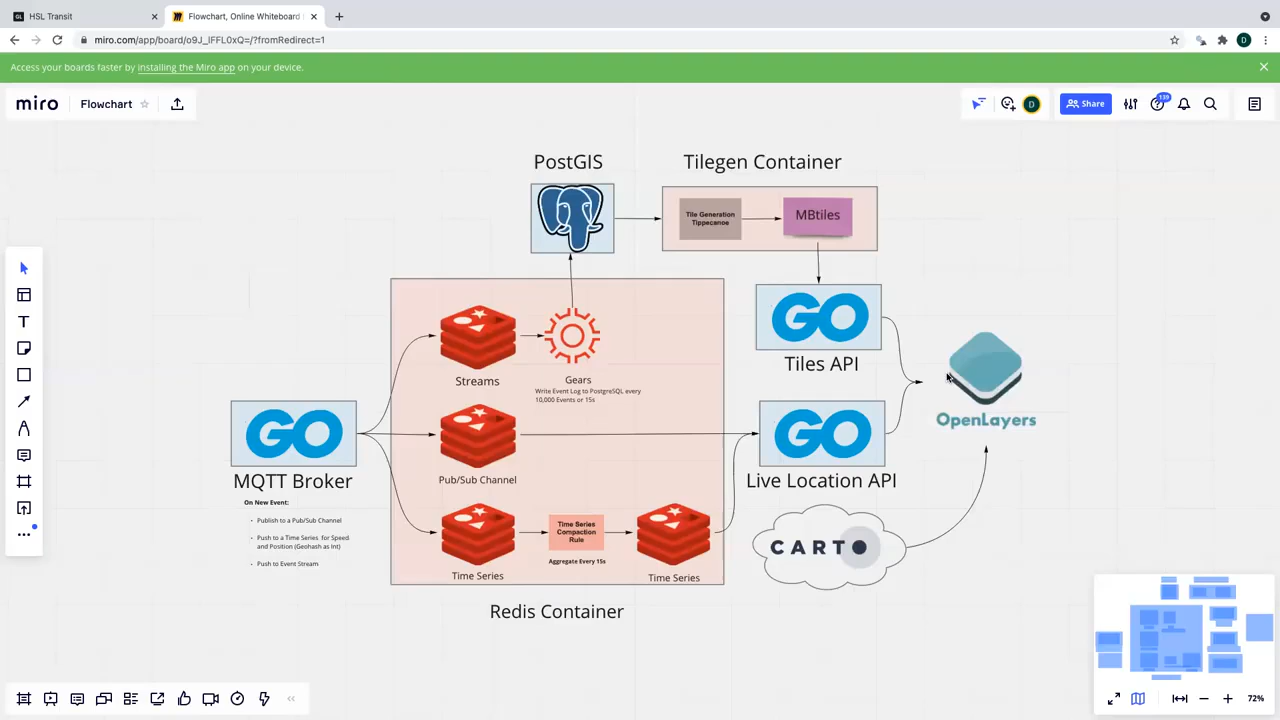 HSL Transit
Flowchart, Online Whiteboard
miro.com/app/board/o9J_lFFL0xQ=/?fromRedirect=1
D
Access your boards faster by installing the Miro app on your device.
miro
Flowchart
D
Share
139
PostGIS
Tilegen Container
Tile Generation
Tippecanoe
MBtiles
GO
Tiles API
Streams
Gears
Write Event Log to PostgreSQL every
10,000 Events or 15s
OpenLayers
GO
MQTT Broker
On New Event:
Publish to a Pub/Sub Channel
Push to a Time Series for Speed
and Position (Geohash as Int)
Push to Event Stream
Pub/Sub Channel
GO
Live Location API
Time Series
Time Series
Compaction
Rule
Aggregate Every 15s
Time Series
CARTO
Redis Container
72%